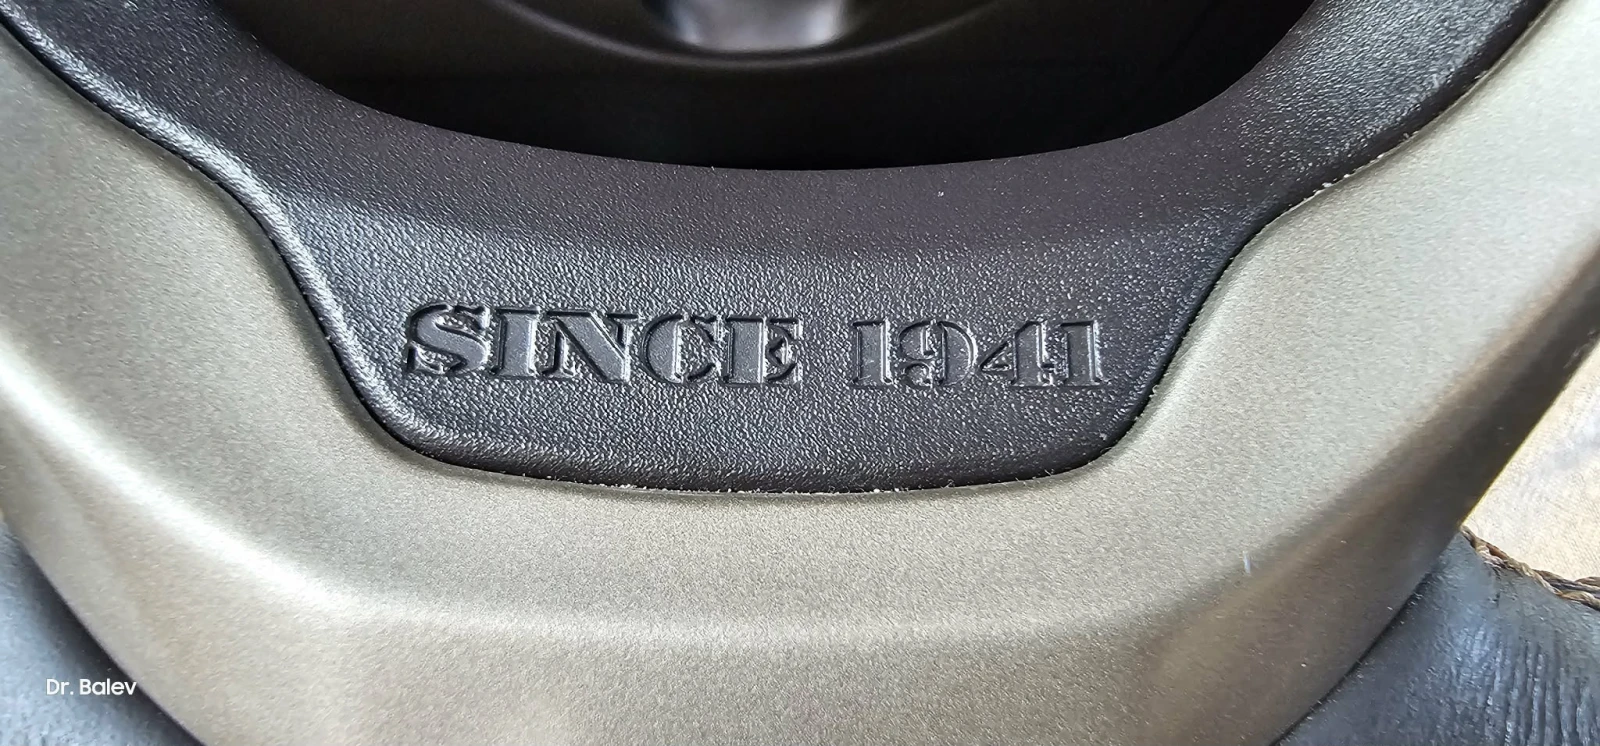 SINCE 1941
Dr. Balev